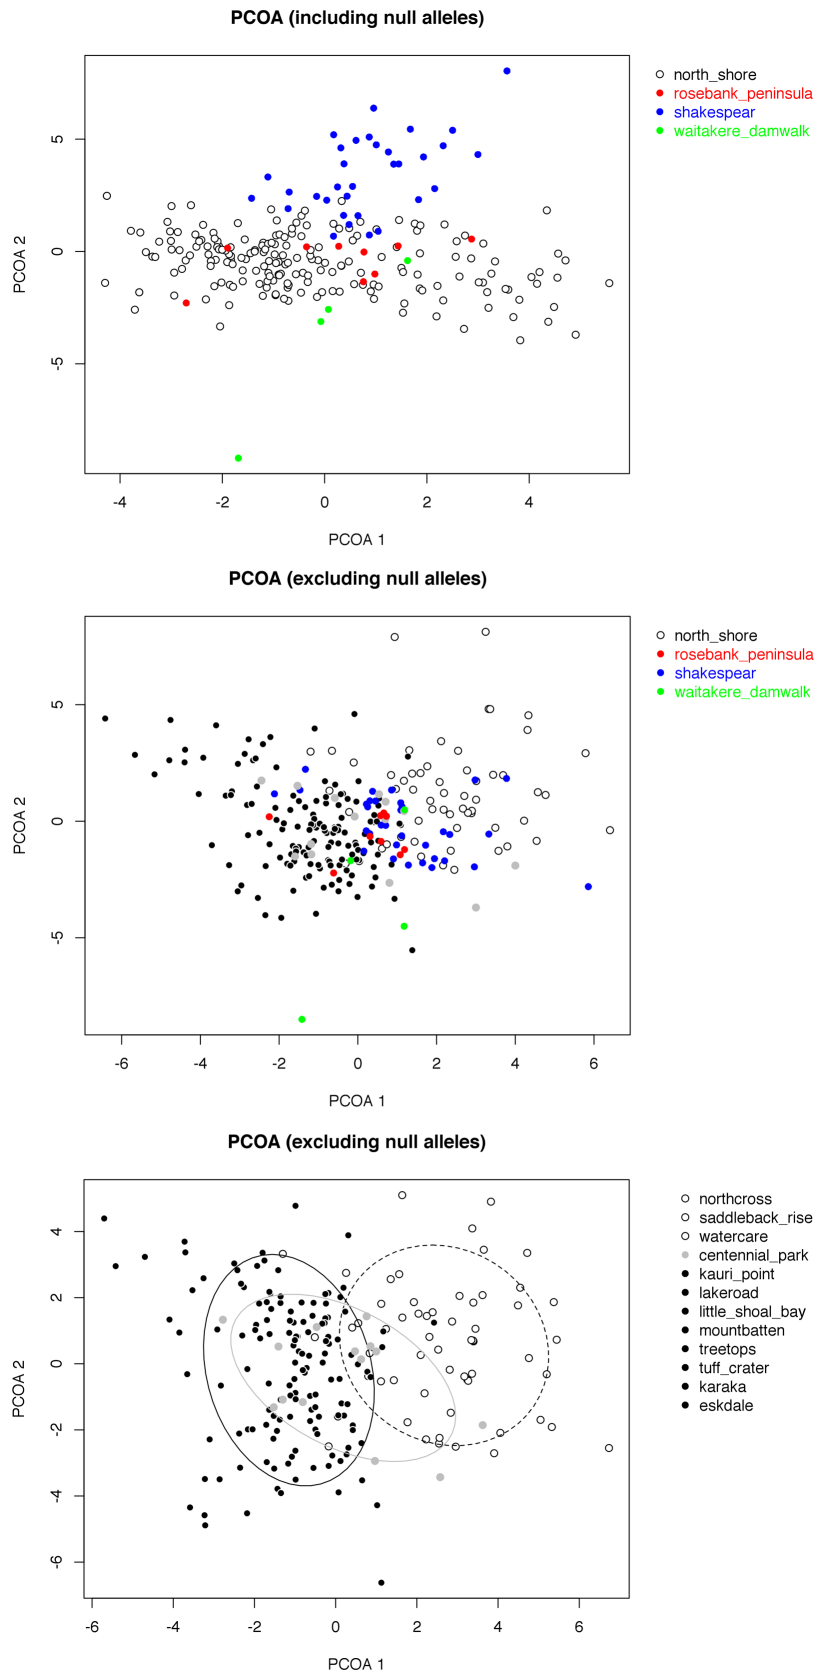 PCOA (including null alleles)
north_shore
rosebank_peninsula
shakespear
waitakere_damwalk
PCOA 2
5
0
-5
-4 -2 0 2 4
PCOA 1
PCOA (excluding null alleles)
north_shore
rosebank_peninsula
shakespear
waitakere_damwalk
PCOA 2
5
0
-5
-6 -4 -2 0 2 4 6
PCOA 1
PCOA (excluding null alleles)
northcross
saddleback_rise
watercare
centennial_park
kauri_point
lakeroad
little_shoal_bay
mountbatten
treetops
tuff_crater
karaka
eskdale
PCOA 2
4
2
0
-2
-4
-6
-6 -4 -2 0 2 4 6
PCOA 1